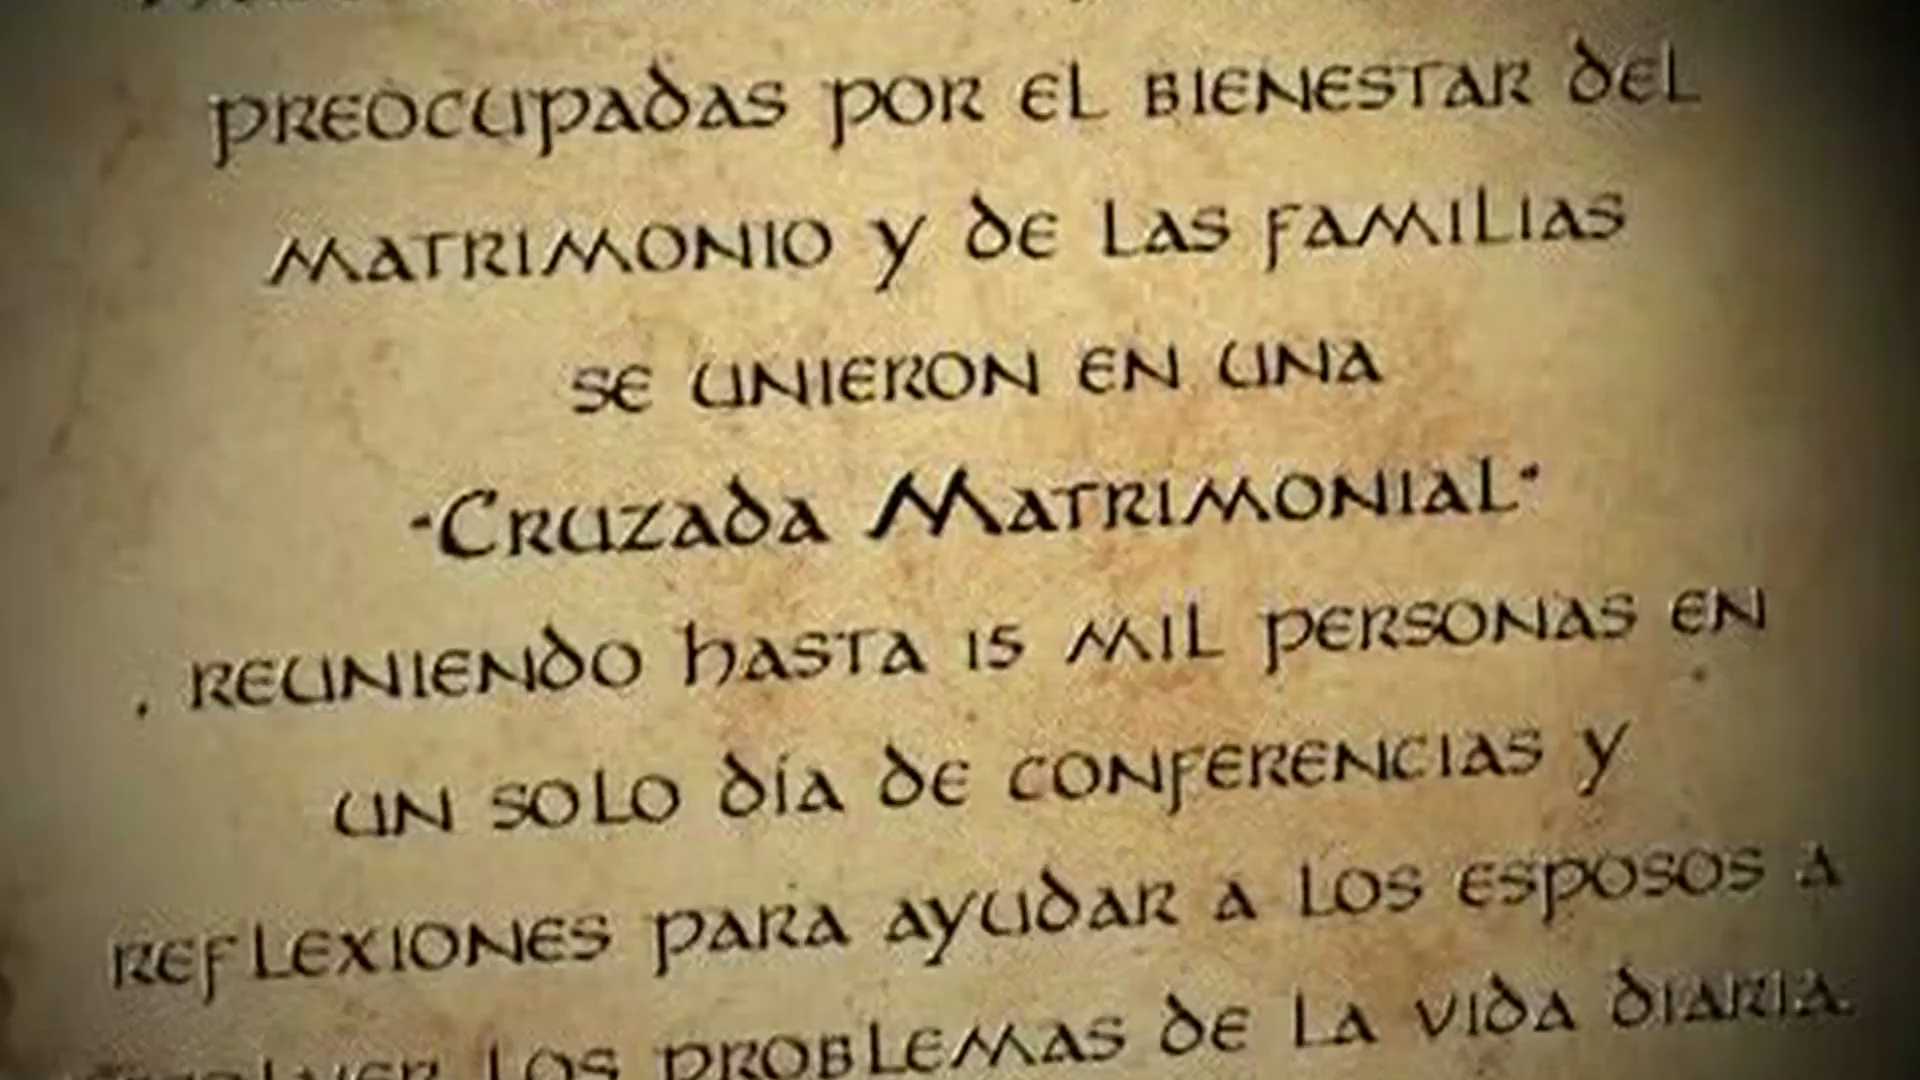 PREOCUPADAS POR EL BIENESTAR DEL
MATRIMONIO Y DE LAS FAMILIAS
SE UNIERON EN UNA
"CRUZADA MATRIMONIAL"
. REUNIENDO HASTA 15 MIL PERSONAS EN
UN SOLO DÍA DE CONFERENCIAS Y
REFLEXIONES PARA AYUDAR A LOS ESPOSOS A
LOS PROBLEMAS DE LA VIDA DIARIA.